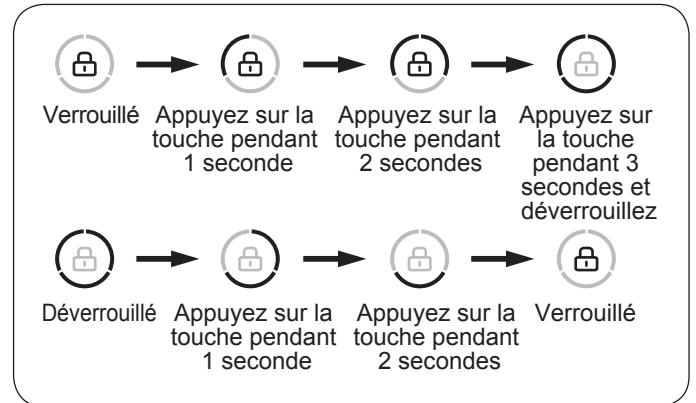 Verrouillé
Appuyez sur la
touche pendant
1 seconde
Appuyez sur la
touche pendant
2 secondes
Appuyez sur
la touche
pendant 3
secondes et
déverrouillez
Déverrouillé
Appuyez sur la
touche pendant
1 seconde
Appuyez sur la
touche pendant
2 secondes
Verrouillé